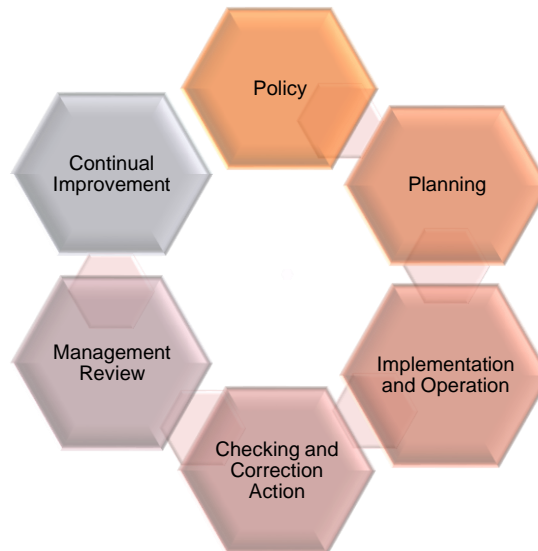 Policy
Planning
Implementation
and Operation
Checking and
Correction
Action
Management
Review
Continual
Improvement